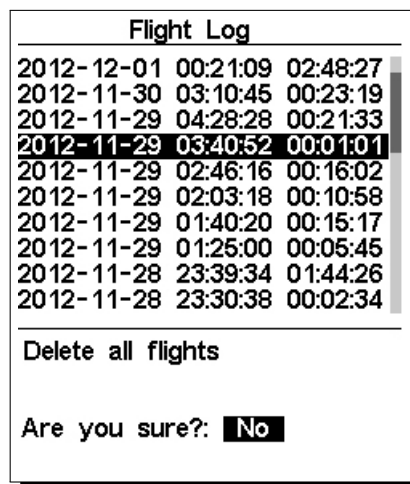 Flight Log
2012-12-01 00:21:09 02:48:27
2012-11-30 03:10:45 00:23:19
2012-11-29 04:28:28 00:21:33
2012-11-29 03:40:52 00:01:01
2012-11-29 02:46:16 00:16:02
2012-11-29 02:03:18 00:10:58
2012-11-29 01:40:20 00:15:17
2012-11-29 01:25:00 00:05:45
2012-11-28 23:39:34 01:44:26
2012-11-28 23:30:38 00:02:34
Delete all flights
Are you sure?: No